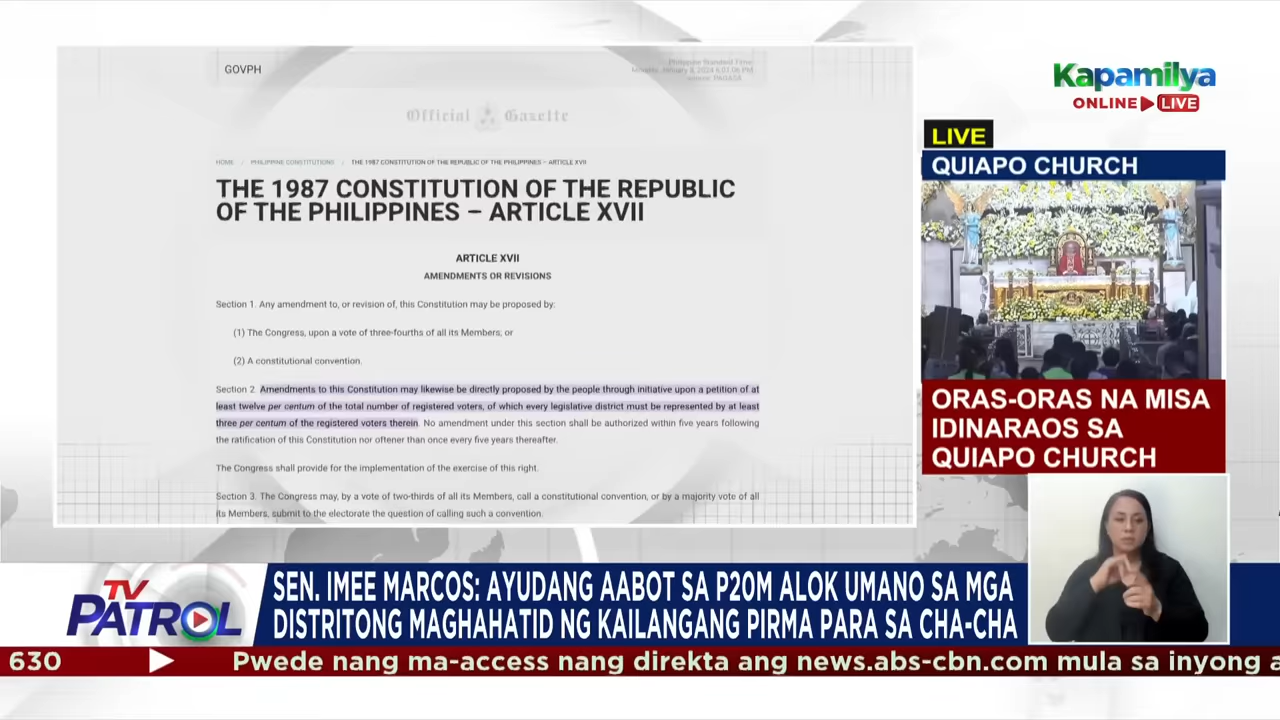 GOVPH
Philippine Standard Time:
Monday, January 8, 2024 6:01:06 PM
Official Gazette
HOME / PHILIPPINE CONSTITUTIONS / THE 1987 CONSTITUTION OF THE REPUBLIC OF THE PHILIPPINES – ARTICLE XVII
THE 1987 CONSTITUTION OF THE REPUBLIC
OF THE PHILIPPINES – ARTICLE XVII
ARTICLE XVII
AMENDMENTS OR REVISIONS
Section 1. Any amendment to, or revision of, this Constitution may be proposed by:
(1) The Congress, upon a vote of three-fourths of all its Members; or
(2) A constitutional convention.
Section 2. Amendments to this Constitution may likewise be directly proposed by the people through initiative upon a petition of at
least twelve per centum of the total number of registered voters, of which every legislative district must be represented by at least
three per centum of the registered voters therein. No amendment under this section shall be authorized within five years following
the ratification of this Constitution nor oftener than once every five years thereafter.
The Congress shall provide for the implementation of the exercise of this right.
Section 3. The Congress may, by a vote of two-thirds of all its Members, call a constitutional convention, or by a majority vote of all
its Members, submit to the electorate the question of calling such a convention.
Kapamilya
ONLINE LIVE
LIVE
QUIAPO CHURCH
ORAS-ORAS NA MISA
IDINARAOS SA
QUIAPO CHURCH
TV
PATROL
SEN. IMEE MARCOS: AYUDANG AABOT SA P20M ALOK UMANO SA MGA
DISTRITONG MAGHAHATID NG KAILANGANG PIRMA PARA SA CHA-CHA
630 Pwede nang ma-access nang direkta ang news.abs-cbn.com mula sa inyong a